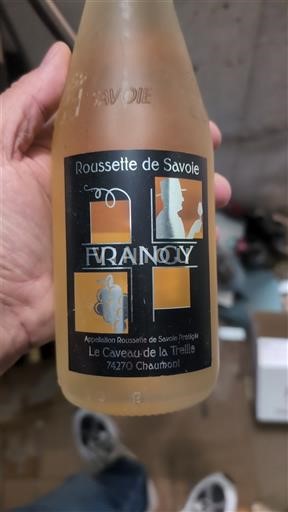 SAVOIE
Roussette de Savoie
FRANGY
Appellation Roussette de Savoie Protégée
Le Caveau de la Treille
74270 Chaumont